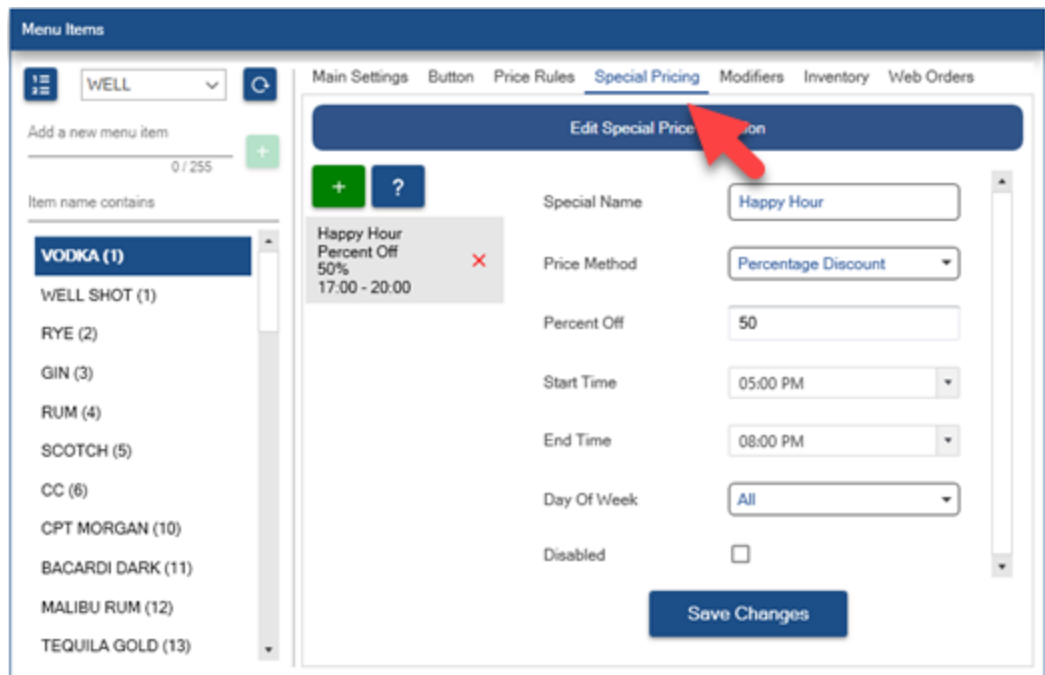 Menu Items
WELL
Main Settings Button Price Rules Special Pricing Modifiers Inventory Web Orders
Add a new menu item
0 / 255
Item name contains
VODKA (1)
WELL SHOT (1)
RYE (2)
GIN (3)
RUM (4)
SCOTCH (5)
CC (6)
CPT MORGAN (10)
BACARDI DARK (11)
MALIBU RUM (12)
TEQUILA GOLD (13)
Edit Special Price
+ ?
Happy Hour
Percent Off
50%
17:00 - 20:00
Special Name Happy Hour
Price Method Percentage Discount
Percent Off 50
Start Time 05:00 PM
End Time 08:00 PM
Day Of Week All
Disabled
Save Changes